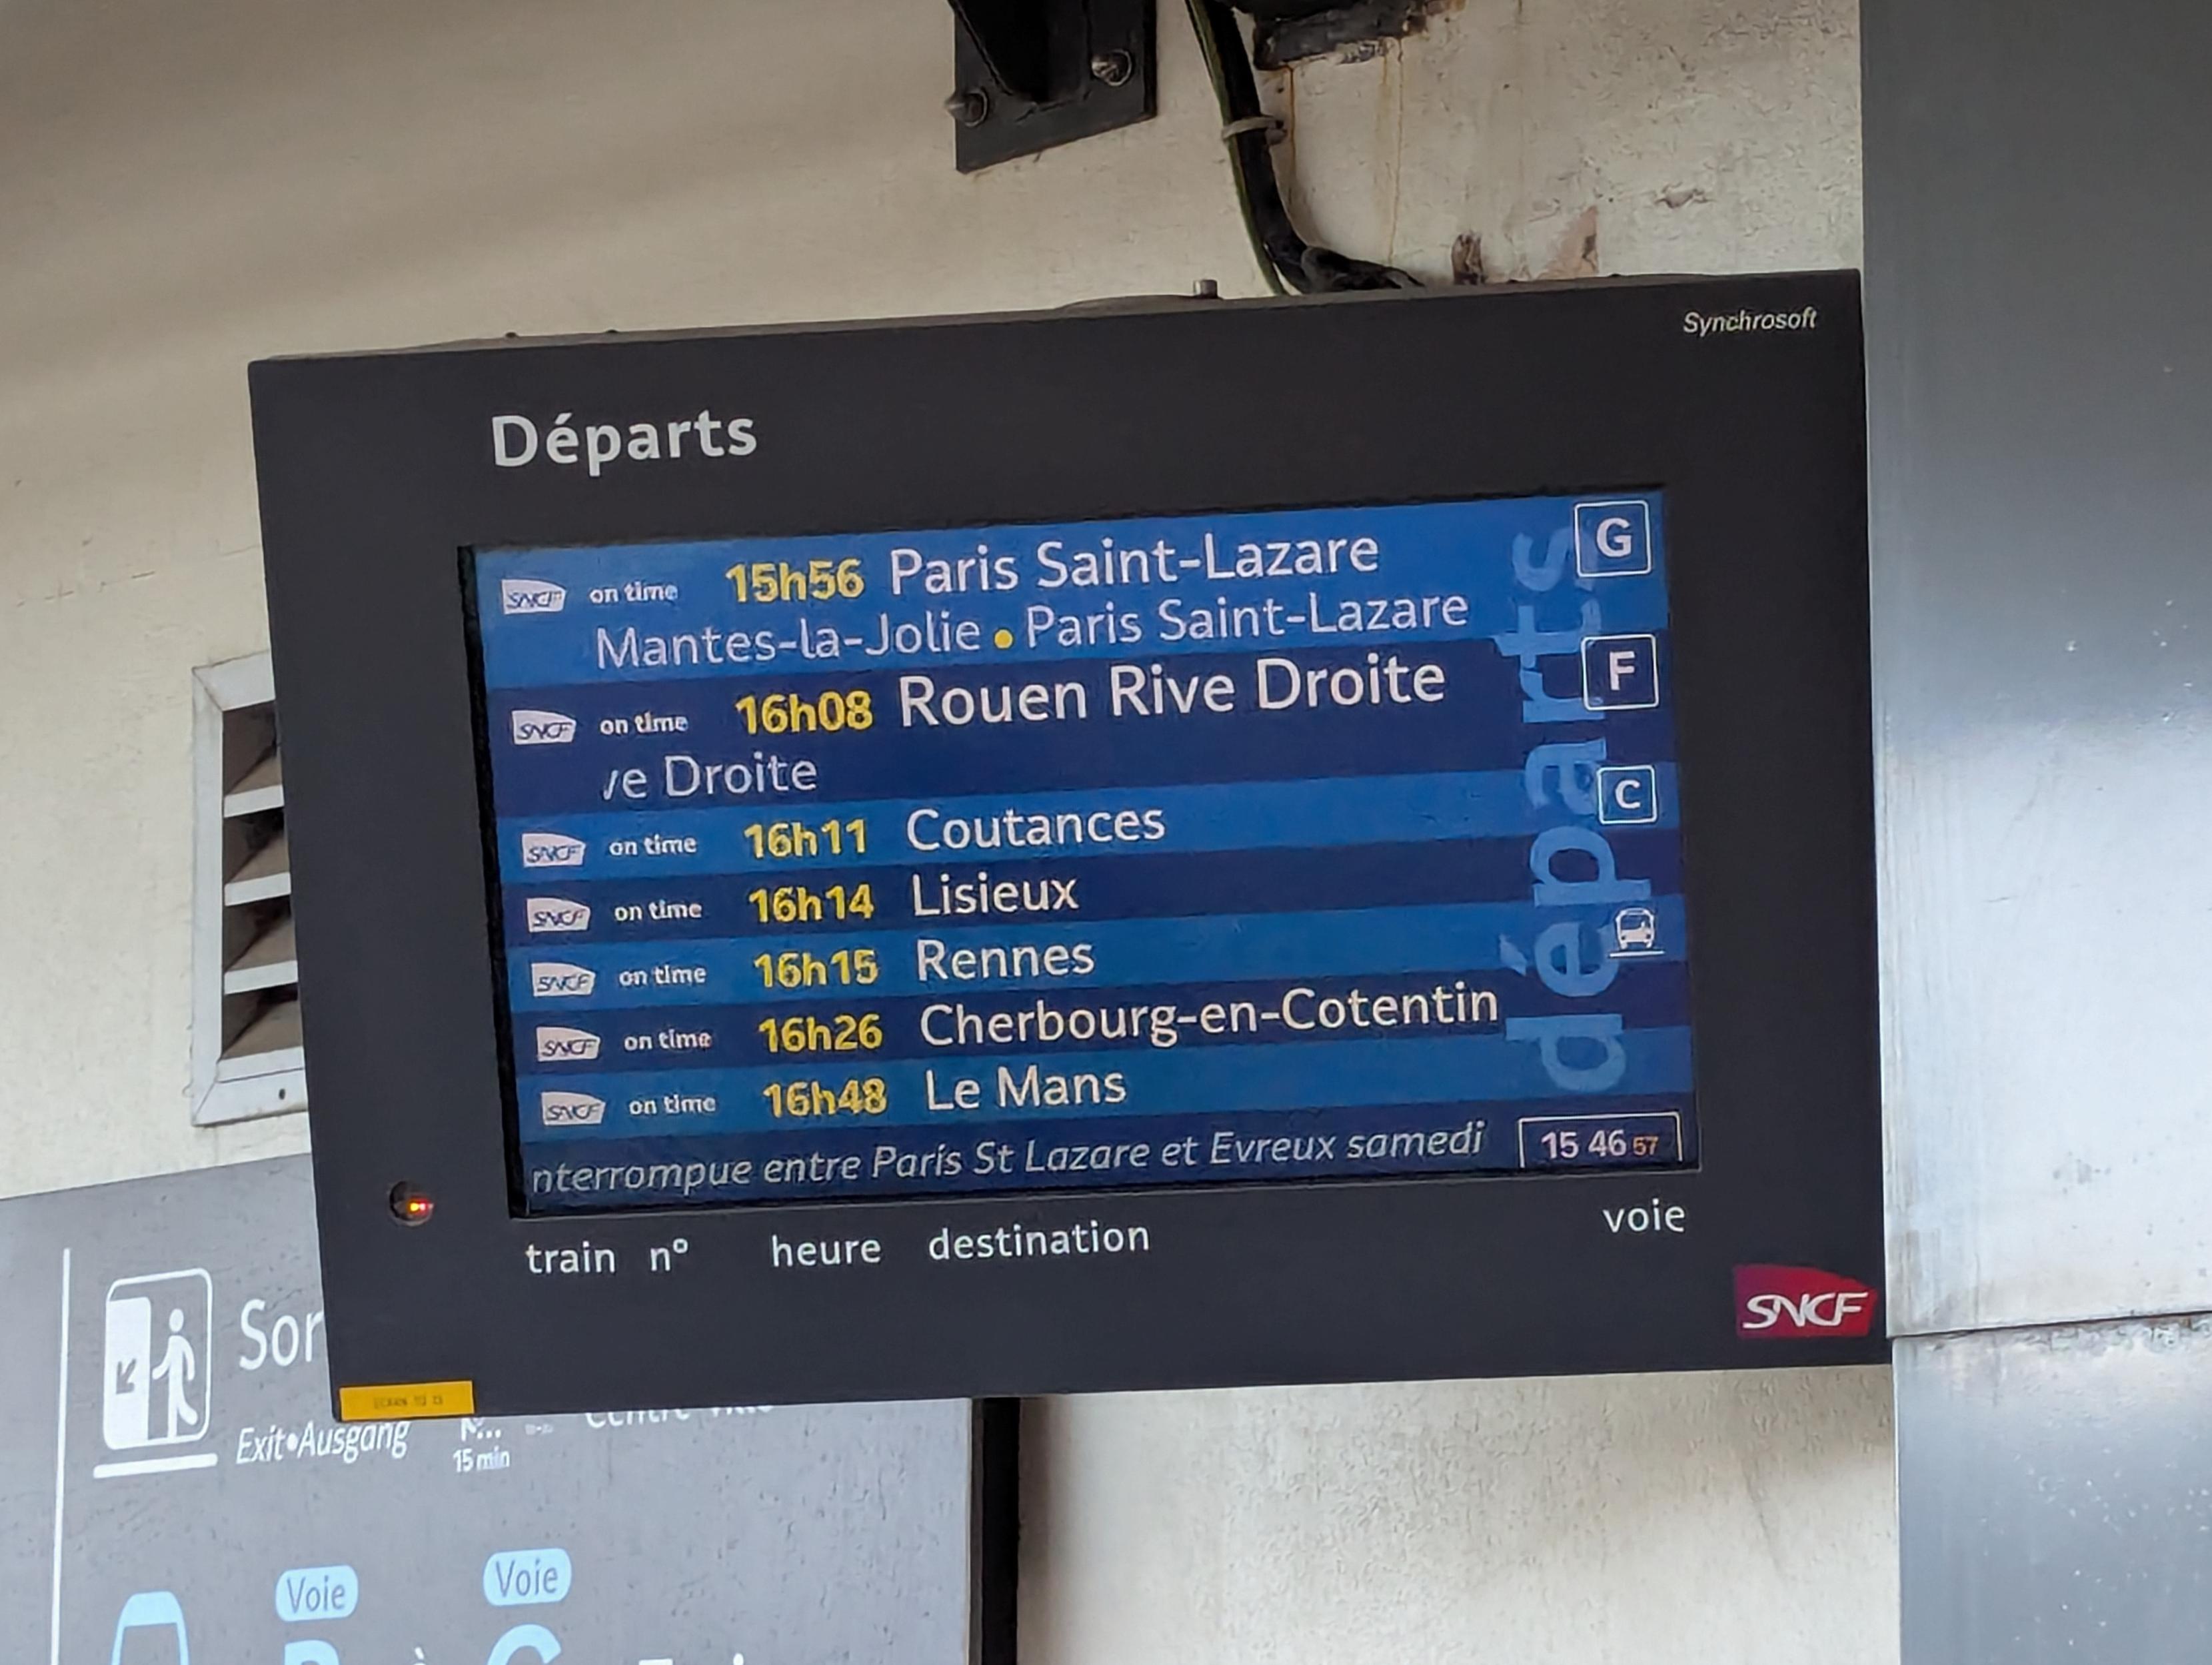 Synchrosoft
Départs
SNCF on time 15h56 Paris Saint-Lazare G
Mantes-la-Jolie • Paris Saint-Lazare
SNCF on time 16h08 Rouen Rive Droite F
ve Droite
SNCF on time 16h11 Coutances C
SNCF on time 16h14 Lisieux
SNCF on time 16h15 Rennes
SNCF on time 16h26 Cherbourg-en-Cotentin
SNCF on time 16h48 Le Mans
départs
nterrompue entre Paris St Lazare et Evreux samedi 15 46 57
train n° heure destination voie
SNCF
Sor
Exit•Ausgang
15 min
Voie Voie